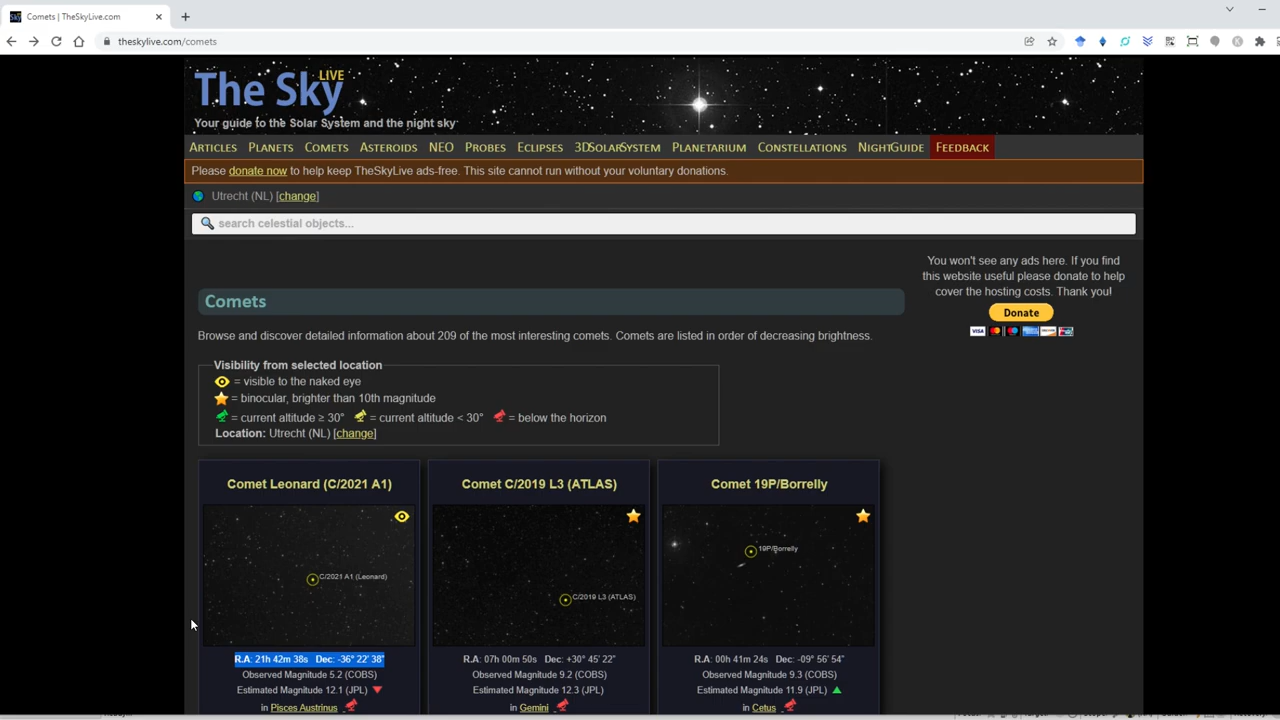 Comets | TheSkyLive.com
theskylive.com/comets
The Sky LIVE
Your guide to the Solar System and the night sky
ARTICLES PLANETS COMETS ASTEROIDS NEO PROBES ECLIPSES 3DSOLARSYSTEM PLANETARIUM CONSTELLATIONS NIGHTGUIDE FEEDBACK
Please donate now to help keep TheSkyLive ads-free. This site cannot run without your voluntary donations.
Utrecht (NL) [change]
search celestial objects...
You won't see any ads here. If you find
this website useful please donate to help
cover the hosting costs. Thank you!
Donate
VISA
Comets
Browse and discover detailed information about 209 of the most interesting comets. Comets are listed in order of decreasing brightness.
Visibility from selected location
= visible to the naked eye
= binocular, brighter than 10th magnitude
= current altitude ≥ 30° = current altitude < 30° = below the horizon
Location: Utrecht (NL) [change]
Comet Leonard (C/2021 A1)
C/2021 A1 (Leonard)
R.A: 21h 42m 38s Dec: -36° 22' 38"
Observed Magnitude 5.2 (COBS)
Estimated Magnitude 12.1 (JPL)
in Pisces Austrinus
Comet C/2019 L3 (ATLAS)
C/2019 L3 (ATLAS)
R.A: 07h 00m 50s Dec: +30° 45' 22"
Observed Magnitude 9.2 (COBS)
Estimated Magnitude 12.3 (JPL)
in Gemini
Comet 19P/Borrelly
19P/Borrelly
R.A: 00h 41m 24s Dec: -09° 56' 54"
Observed Magnitude 9.3 (COBS)
Estimated Magnitude 11.9 (JPL)
in Cetus